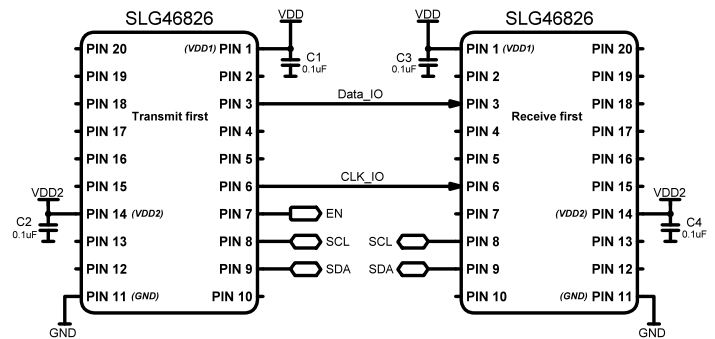 SLG46826
SLG46826
VDD
VDD
PIN 20
(VDD1) PIN 1
PIN 1 (VDD1)
PIN 20
C1
0.1uF
C3
0.1uF
PIN 19
PIN 2
PIN 2
PIN 19
Data_IO
PIN 18
Transmit first
PIN 3
PIN 3
Receive first
PIN 18
PIN 17
PIN 4
PIN 4
PIN 17
PIN 16
PIN 5
PIN 5
PIN 16
CLK_IO
PIN 15
PIN 6
PIN 6
PIN 15
VDD2
VDD2
PIN 14 (VDD2)
PIN 7
EN
PIN 7
(VDD2) PIN 14
C2
0.1uF
C4
0.1uF
PIN 13
PIN 8
SCL
SCL
PIN 8
PIN 13
PIN 12
PIN 9
SDA
SDA
PIN 9
PIN 12
PIN 11 (GND)
PIN 10
PIN 10
(GND) PIN 11
GND
GND